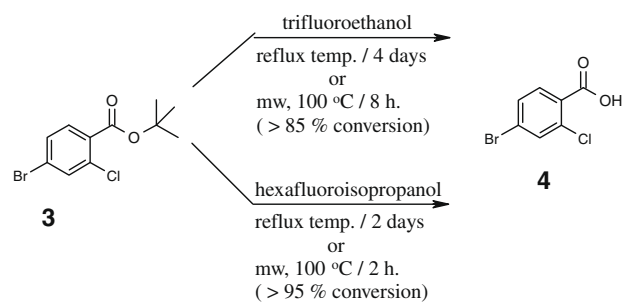 trifluoroethanol
reflux temp. / 4 days
or
mw, 100 °C / 8 h.
( > 85 % conversion)
O
O
Br
Cl
3
O
OH
Br
Cl
4
hexafluoroisopropanol
reflux temp. / 2 days
or
mw, 100 °C / 2 h.
( > 95 % conversion)